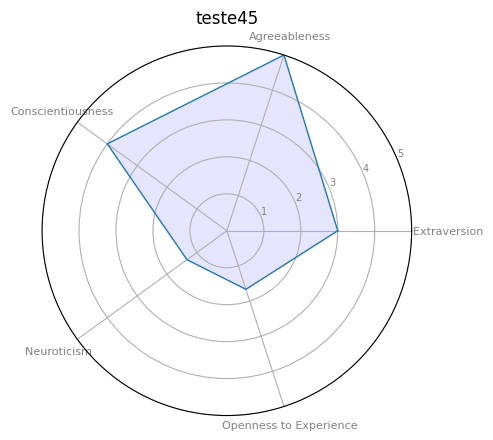 teste45
Agreeableness
Conscientiousness
5
4
3
2
1
Extraversion
Neuroticism
Openness to Experience